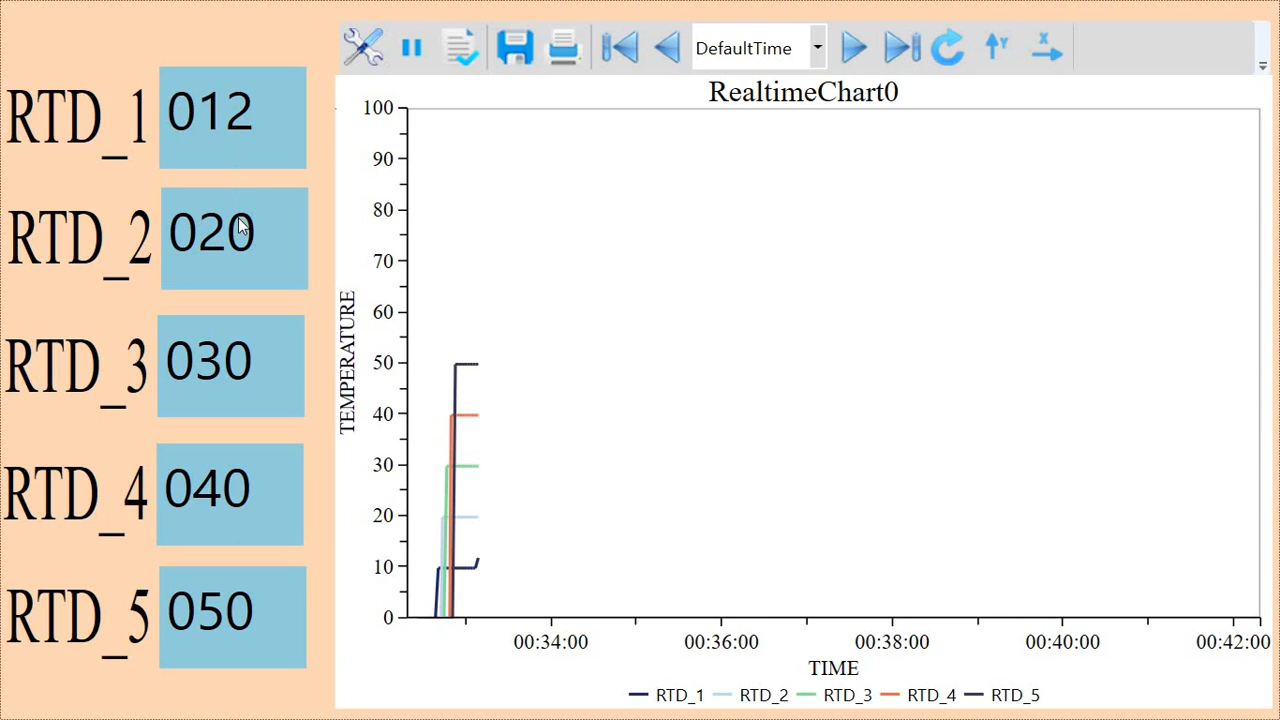 DefaultTime
RTD_1 012
RTD_2 020
RTD_3 030
RTD_4 040
RTD_5 050
Y
X
RealtimeChart0
TEMPERATURE
100
90
80
70
60
50
40
30
20
10
0
00:34:00 00:36:00 00:38:00 00:40:00 00:42:00
TIME
RTD_1 RTD_2 RTD_3 RTD_4 RTD_5